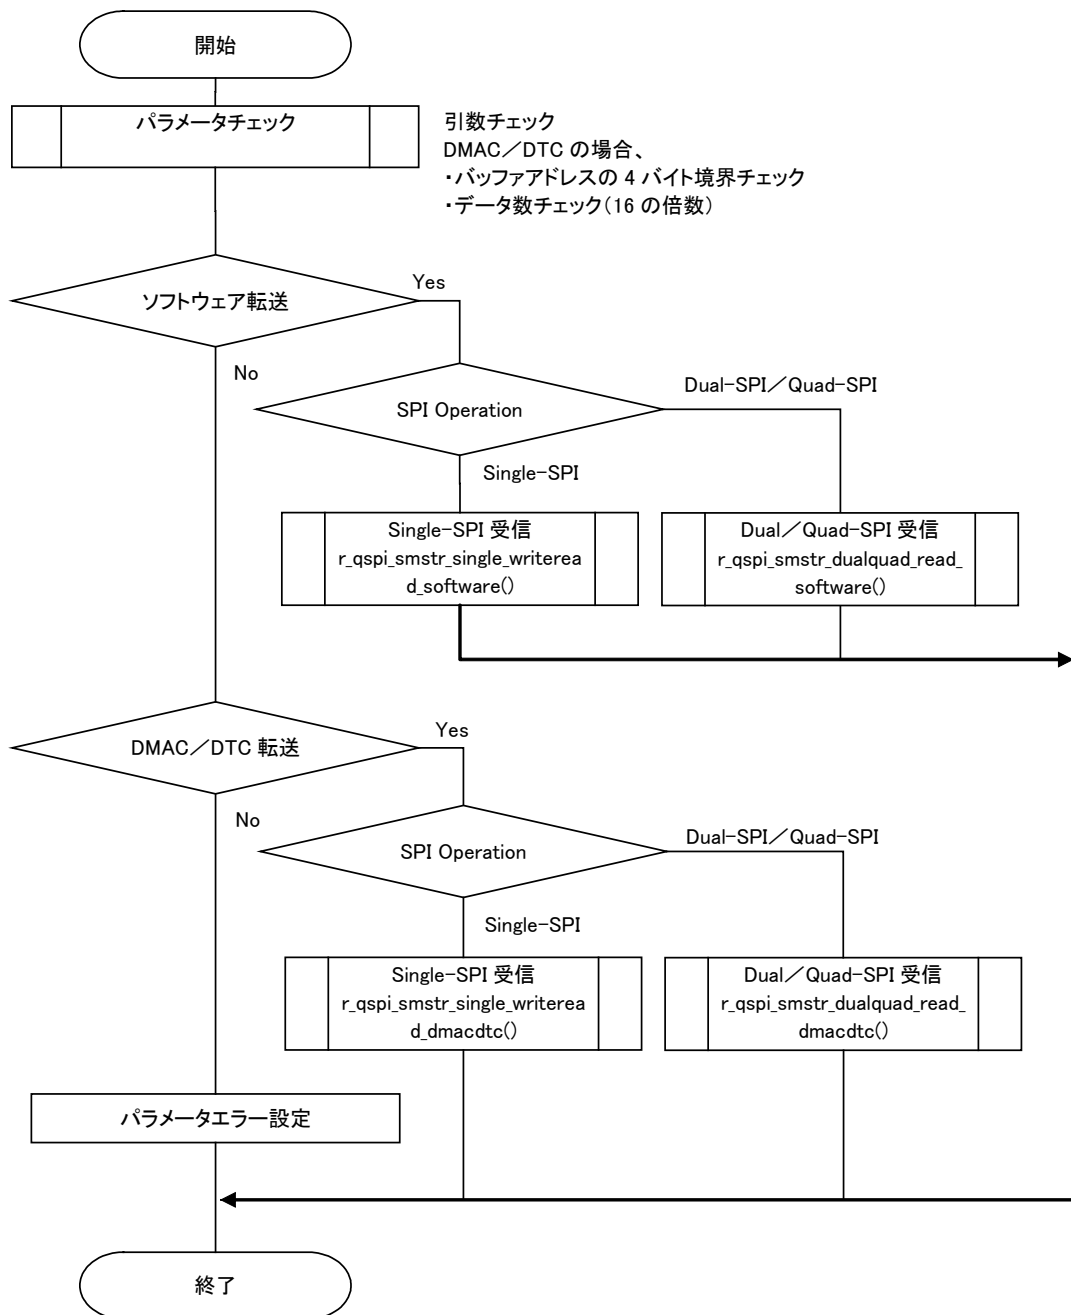 開始
パラメータチェック
引数チェック
DMAC／DTC の場合、
・バッファアドレスの 4 バイト境界チェック
・データ数チェック（16 の倍数）
ソフトウェア転送
Yes
No
SPI Operation
Dual-SPI／Quad-SPI
Single-SPI
Single-SPI 受信
r_qspi_smstr_single_writerea
d_software()
Dual／Quad-SPI 受信
r_qspi_smstr_dualquad_read_
software()
DMAC／DTC 転送
Yes
No
SPI Operation
Dual-SPI／Quad-SPI
Single-SPI
Single-SPI 受信
r_qspi_smstr_single_writerea
d_dmacdtc()
Dual／Quad-SPI 受信
r_qspi_smstr_dualquad_read_
dmacdtc()
パラメータエラー設定
終了